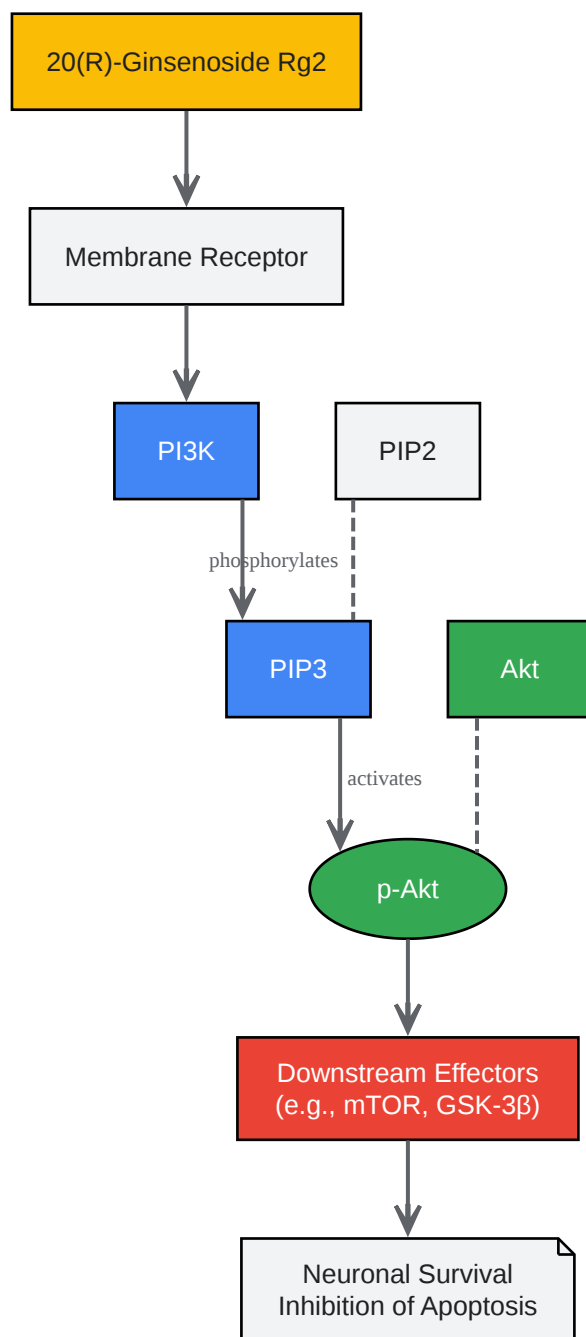 20(R)-Ginsenoside Rg2
Membrane Receptor
PI3K
PIP2
phosphorylates
PIP3
Akt
activates
p-Akt
Downstream Effectors
(e.g., mTOR, GSK-3β)
Neuronal Survival
Inhibition of Apoptosis